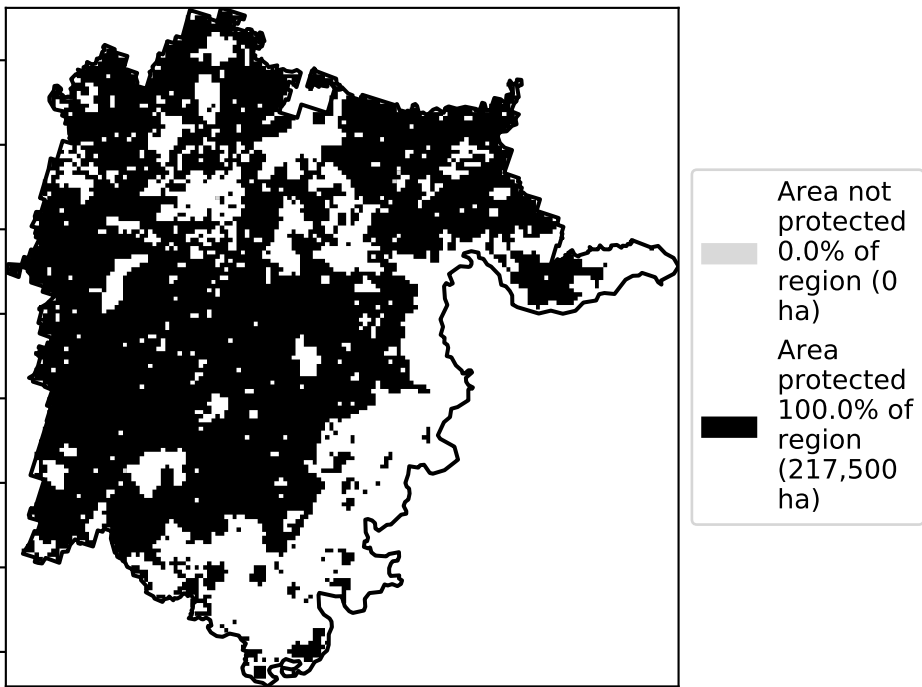 Area not
protected
0.0% of
region (0
ha)
Area
protected
100.0% of
region
(217,500
ha)